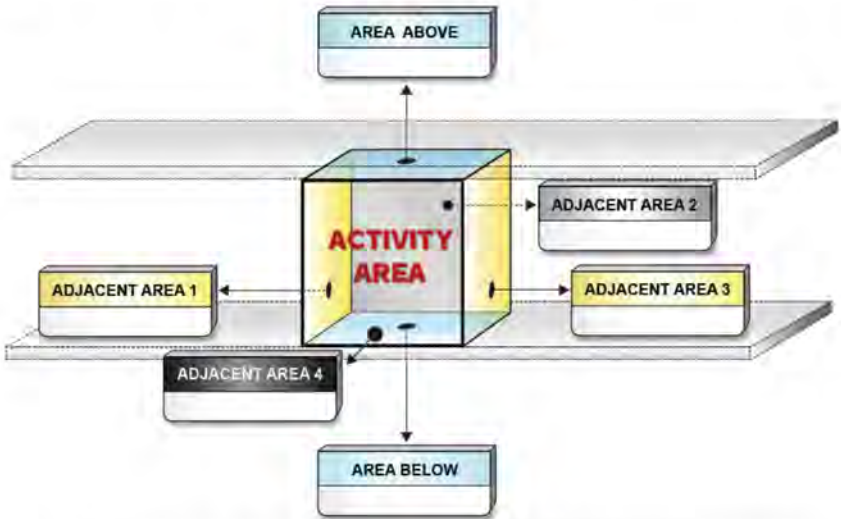 AREA ABOVE
ADJACENT AREA 2
ACTIVITY
AREA
ADJACENT AREA 1
ADJACENT AREA 3
ADJACENT AREA 4
AREA BELOW